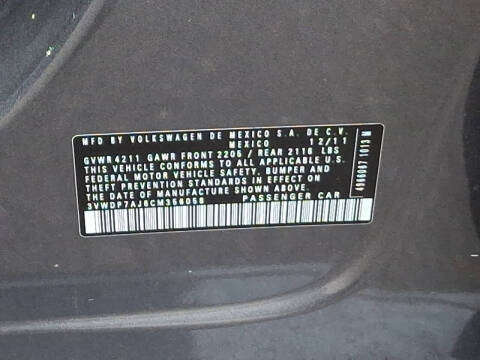 MFD BY VOLKSWAGEN DE MEXICO S.A. DE C.V.
MEXICO 12/11
GVWR 4211 GAWR FRONT 2205 / REAR 2116 LBS
THIS VEHICLE CONFORMS TO ALL APPLICABLE U.S.
FEDERAL MOTOR VEHICLE SAFETY, BUMPER AND
THEFT PREVENTION STANDARDS IN EFFECT ON
THE DATE OF MANUFACTURE SHOWN ABOVE.
PASSENGER CAR